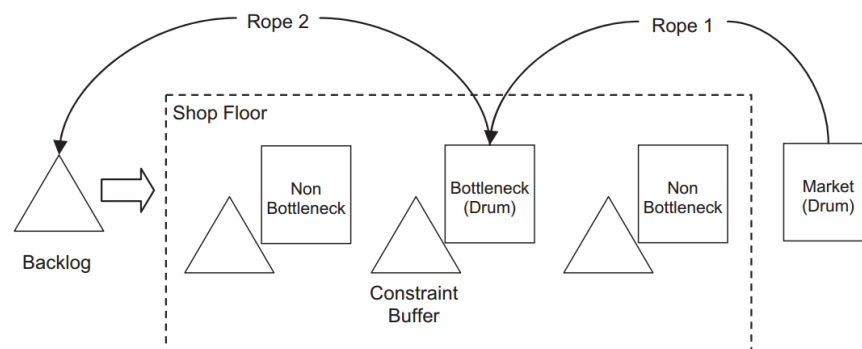 Rope 2
Rope 1
Shop Floor
Non
Bottleneck
Bottleneck
(Drum)
Non
Bottleneck
Market
(Drum)
Backlog
Constraint
Buffer